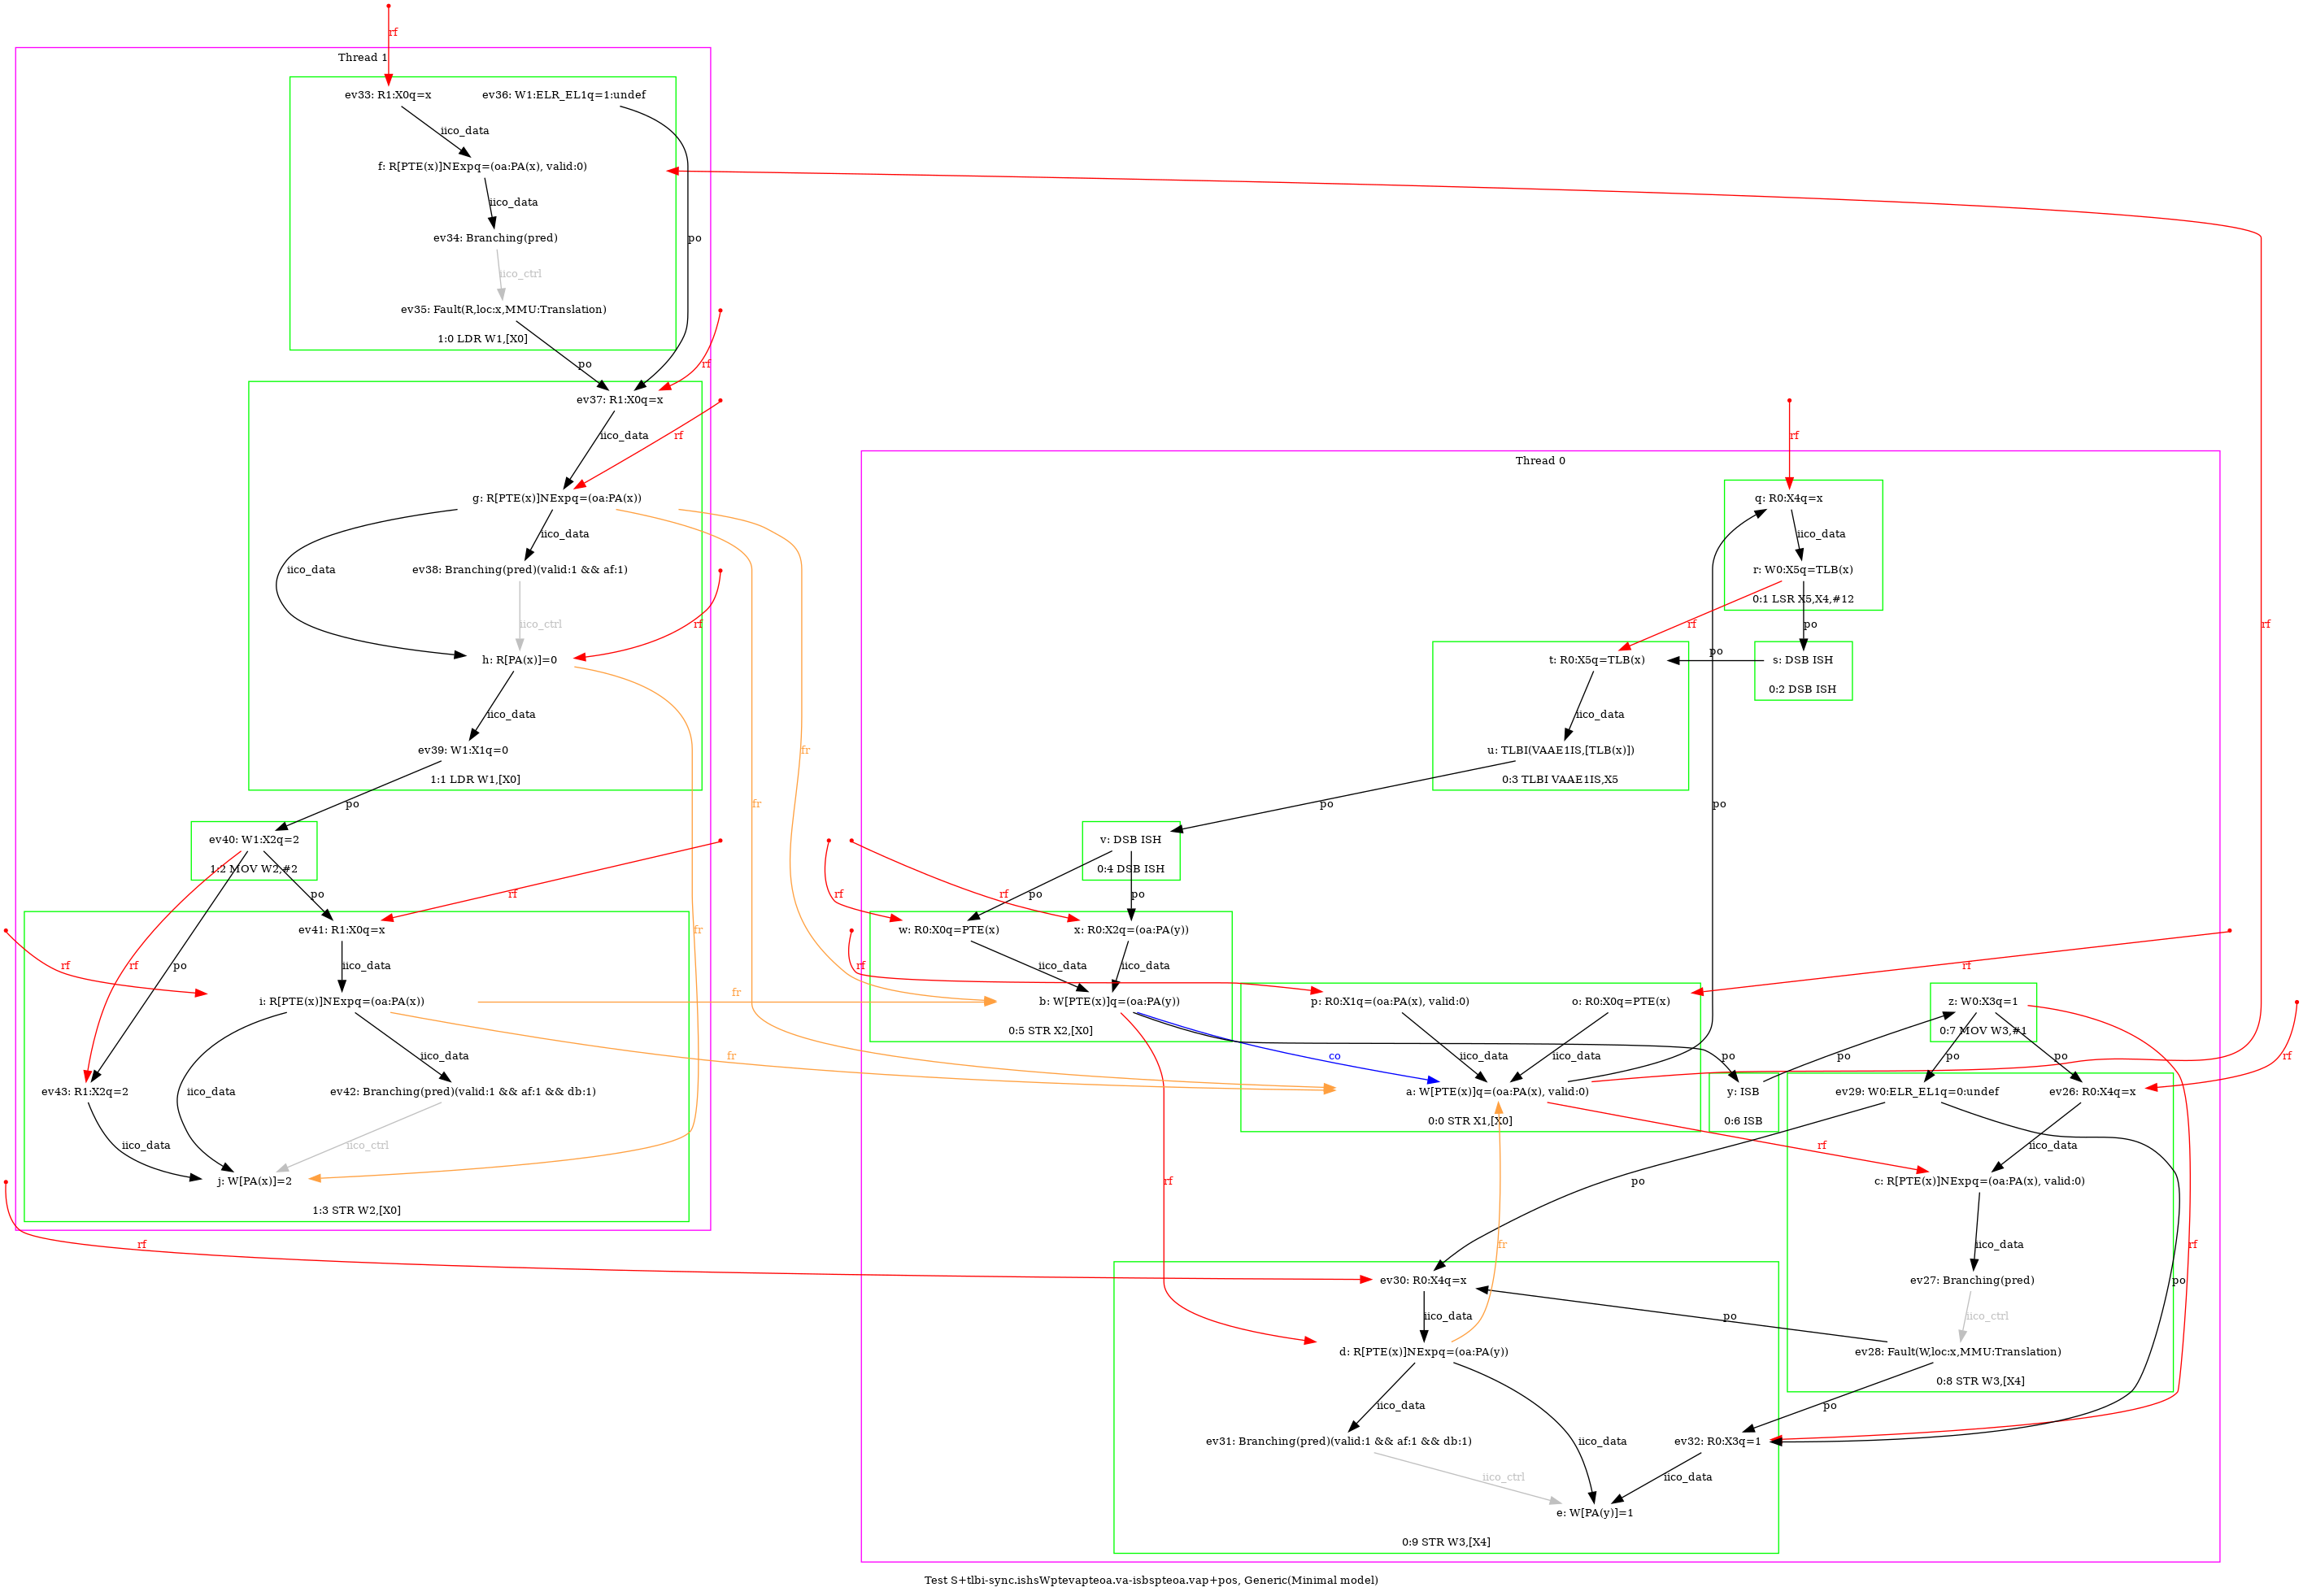 rf
Thread 1
ev33: R1:X0q=x
ev36: W1:ELR_EL1q=1:undef
iico_data
f: R[PTE(x)]NExpq=(oa:PA(x), valid:0)
iico_data
ev34: Branching(pred)
po
iico_ctrl
ev35: Fault(R,loc:x,MMU:Translation)
1:0 LDR W1,[X0]
po
rf
ev37: R1:X0q=x
iico_data
rf
g: R[PTE(x)]NExpq=(oa:PA(x))
iico_data
iico_data
ev38: Branching(pred)(valid:1 && af:1)
iico_ctrl
rf
h: R[PA(x)]=0
iico_data
ev39: W1:X1q=0
1:1 LDR W1,[X0]
po
ev40: W1:X2q=2
1:2 MOV W2,#2
po
rf
ev41: R1:X0q=x
rf
rf
po
iico_data
i: R[PTE(x)]NExpq=(oa:PA(x))
iico_data
iico_data
ev43: R1:X2q=2
ev42: Branching(pred)(valid:1 && af:1 && db:1)
iico_data
iico_ctrl
j: W[PA(x)]=2
1:3 STR W2,[X0]
rf
fr
fr
fr
fr
fr
rf
Thread 0
q: R0:X4q=x
iico_data
r: W0:X5q=TLB(x)
0:1 LSR X5,X4,#12
rf
po
rf
t: R0:X5q=TLB(x)
po
s: DSB ISH
0:2 DSB ISH
iico_data
u: TLBI(VAAE1IS,[TLB(x)])
0:3 TLBI VAAE1IS,X5
po
po
v: DSB ISH
0:4 DSB ISH
rf
rf
po
po
w: R0:X0q=PTE(x)
x: R0:X2q=(oa:PA(y))
iico_data
iico_data
rf
rf
b: W[PTE(x)]q=(oa:PA(y))
0:5 STR X2,[X0]
p: R0:X1q=(oa:PA(x), valid:0)
o: R0:X0q=PTE(x)
co
iico_data
iico_data
po
a: W[PTE(x)]q=(oa:PA(x), valid:0)
0:0 STR X1,[X0]
z: W0:X3q=1
0:7 MOV W3,#1
po
po
po
rf
y: ISB
0:6 ISB
ev29: W0:ELR_EL1q=0:undef
ev26: R0:X4q=x
rf
iico_data
c: R[PTE(x)]NExpq=(oa:PA(x), valid:0)
po
rf
fr
iico_data
rf
ev30: R0:X4q=x
ev27: Branching(pred)
po
iico_data
po
iico_ctrl
d: R[PTE(x)]NExpq=(oa:PA(y))
ev28: Fault(W,loc:x,MMU:Translation)
0:8 STR W3,[X4]
iico_data
po
ev31: Branching(pred)(valid:1 && af:1 && db:1)
iico_data
ev32: R0:X3q=1
iico_ctrl
iico_data
e: W[PA(y)]=1
0:9 STR W3,[X4]
Test S+tlbi-sync.ishsWptevapteoa.va-isbspteoa.vap+pos, Generic(Minimal model)